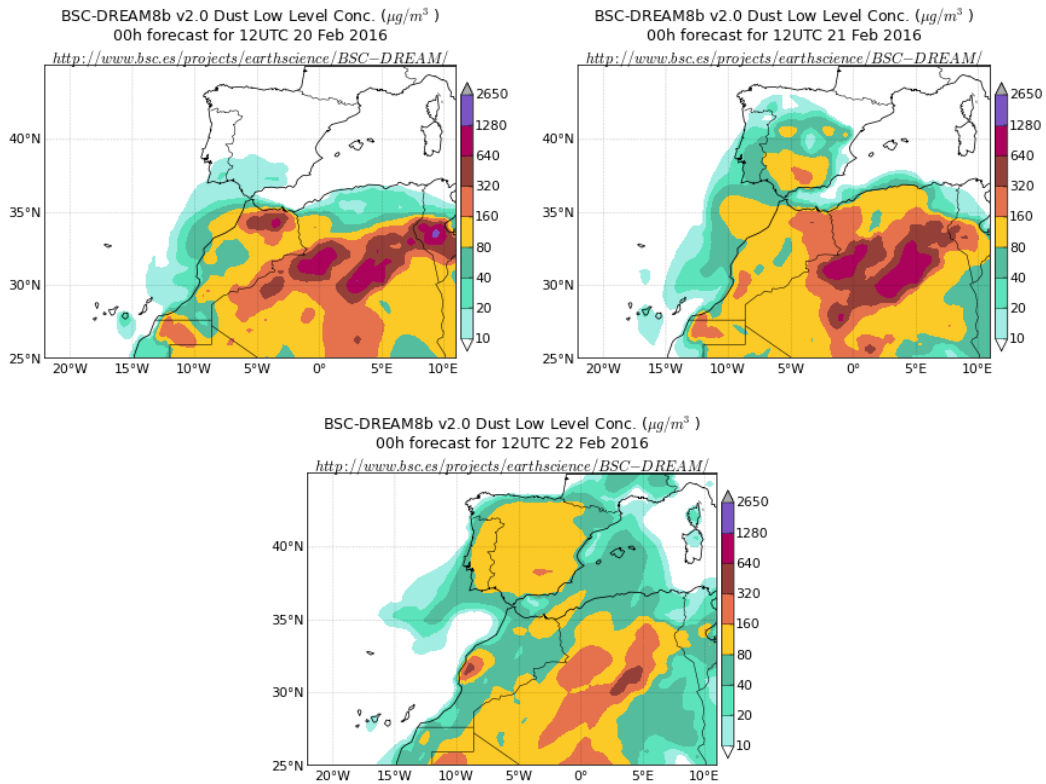 BSC-DREAM8b v2.0 Dust Low Level Conc. (μg/m³ )
00h forecast for 12UTC 20 Feb 2016
http://www.bsc.es/projects/earthscience/BSC−DREAM/
40°N
35°N
30°N
25°N
20°W 15°W 10°W 5°W 0° 5°E 10°E
2650
1280
640
320
160
80
40
20
10
BSC-DREAM8b v2.0 Dust Low Level Conc. (μg/m³ )
00h forecast for 12UTC 21 Feb 2016
http://www.bsc.es/projects/earthscience/BSC−DREAM/
40°N
35°N
30°N
25°N
20°W 15°W 10°W 5°W 0° 5°E 10°E
2650
1280
640
320
160
80
40
20
10
BSC-DREAM8b v2.0 Dust Low Level Conc. (μg/m³ )
00h forecast for 12UTC 22 Feb 2016
http://www.bsc.es/projects/earthscience/BSC−DREAM/
40°N
35°N
30°N
25°N
20°W 15°W 10°W 5°W 0° 5°E 10°E
2650
1280
640
320
160
80
40
20
10